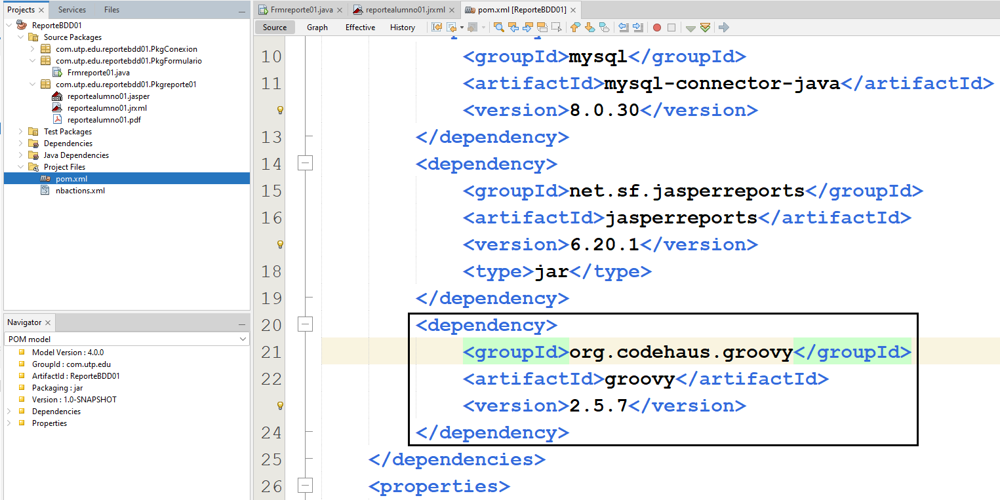 Projects
Services
Files
ReporteBDD01
Source Packages
com.utp.edu.reportebdd01.PkgConexion
com.utp.edu.reportebdd01.PkgFormulario
Frmreporte01.java
com.utp.edu.reportebdd01.Pkgreporte01
reportealumno01.jasper
reportealumno01.jrxml
reportealumno01.pdf
Test Packages
Dependencies
Java Dependencies
Project Files
pom.xml
nbactions.xml
Navigator
POM model
Model Version : 4.0.0
GroupId : com.utp.edu
ArtifactId : ReporteBDD01
Packaging : jar
Version : 1.0-SNAPSHOT
Dependencies
Properties
Frmreporte01.java
reportealumno01.jrxml
pom.xml [ReporteBDD01]
Source
Graph
Effective
History
10 <groupId>mysql</groupId>
11 <artifactId>mysql-connector-java</artifactId>
<version>8.0.30</version>
13 </dependency>
14 <dependency>
15 <groupId>net.sf.jasperreports</groupId>
16 <artifactId>jasperreports</artifactId>
<version>6.20.1</version>
18 <type>jar</type>
19 </dependency>
20 <dependency>
21 <groupId>org.codehaus.groovy</groupId>
22 <artifactId>groovy</artifactId>
<version>2.5.7</version>
24 </dependency>
25 </dependencies>
26 <properties>